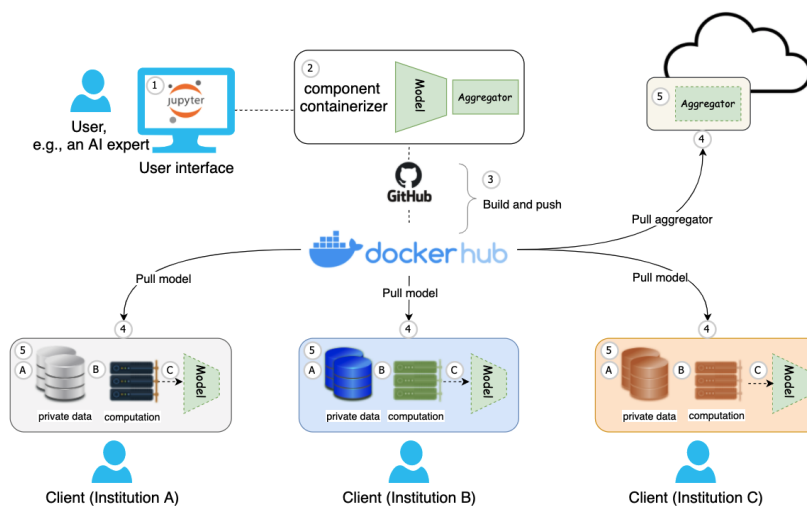 1
jupyter
User,
e.g., an AI expert
User interface
2
component
containerizer
Model
Aggregator
5
Aggregator
4
GitHub
3
Build and push
Pull aggregator
dockerhub
Pull model
Pull model
Pull model
4
4
4
5
A
B
C
Model
private data
computation
5
A
B
C
Model
private data
computation
5
A
B
C
Model
private data
computation
Client (Institution A)
Client (Institution B)
Client (Institution C)